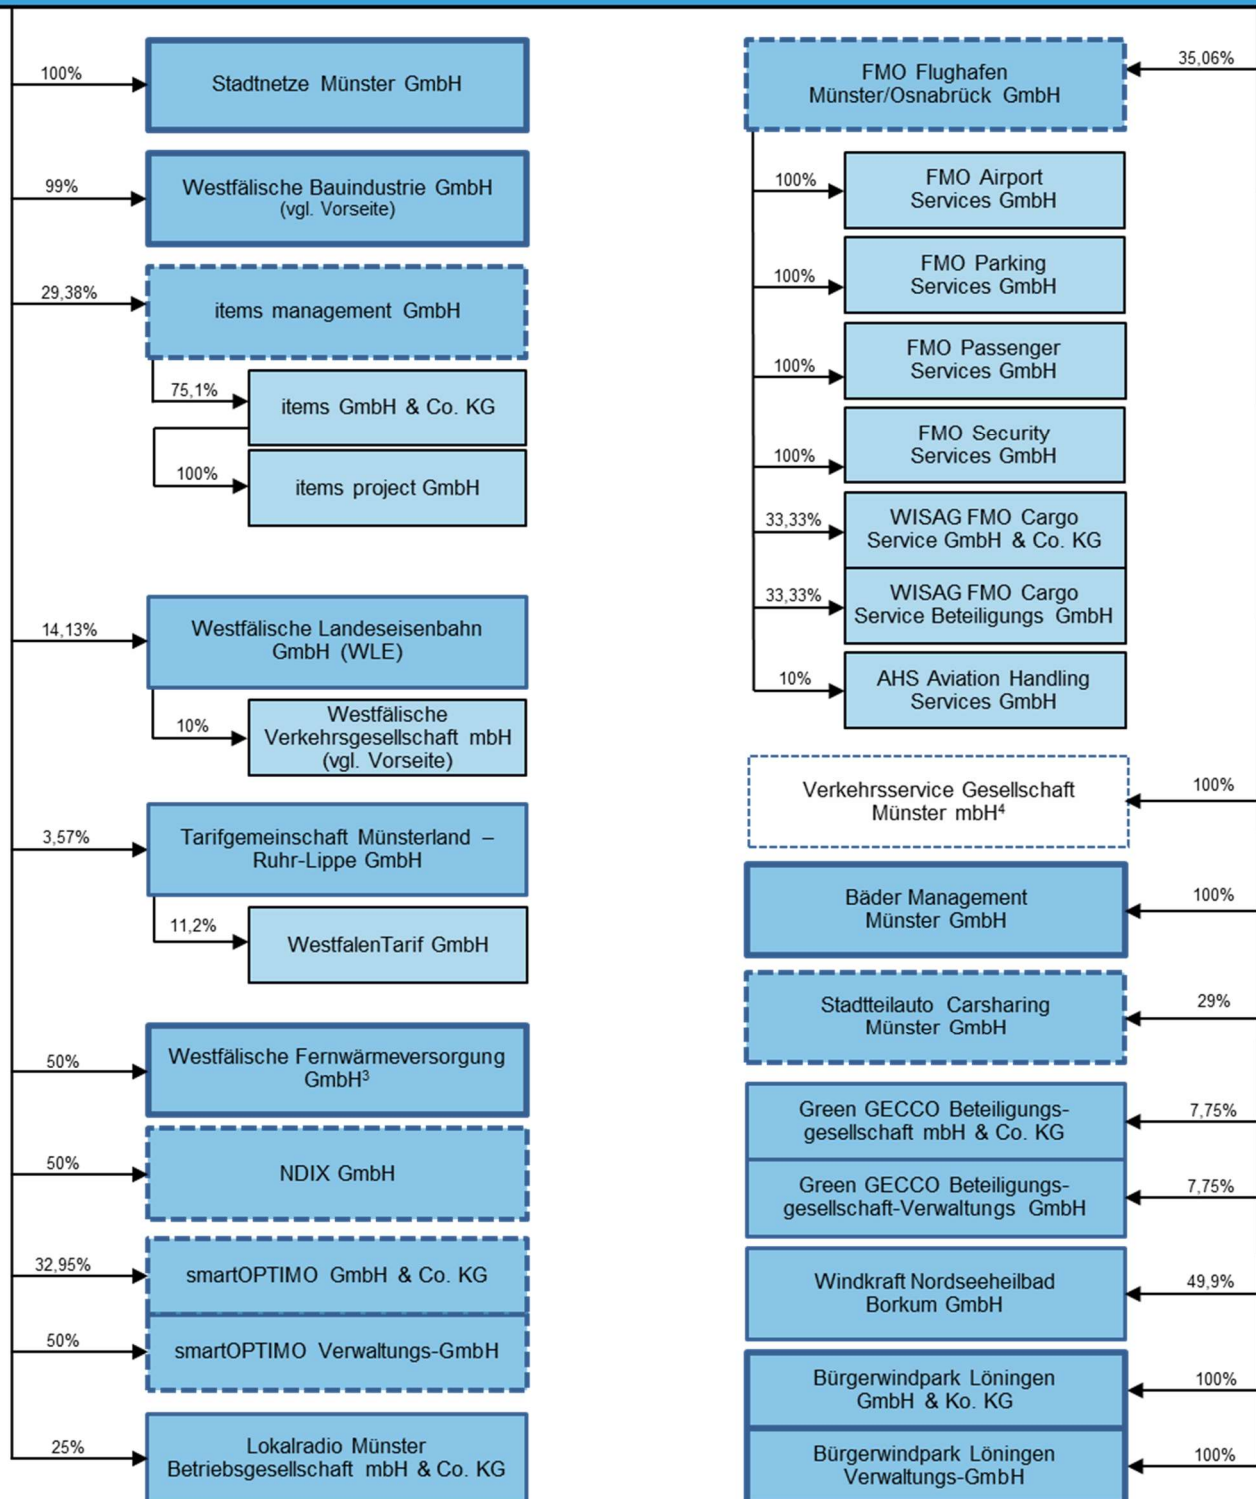 100%
Stadtnetze Münster GmbH
99%
Westfälische Bauindustrie GmbH
(vgl. Vorseite)
29,38%
items management GmbH
75,1%
items GmbH & Co. KG
100%
items project GmbH
14,13%
Westfälische Landeseisenbahn
GmbH (WLE)
10%
Westfälische
Verkehrsgesellschaft mbH
(vgl. Vorseite)
3,57%
Tarifgemeinschaft Münsterland –
Ruhr-Lippe GmbH
11,2%
WestfalenTarif GmbH
50%
Westfälische Fernwärmeversorgung
GmbH³
50%
NDIX GmbH
32,95%
smartOPTIMO GmbH & Co. KG
50%
smartOPTIMO Verwaltungs-GmbH
25%
Lokalradio Münster
Betriebsgesellschaft mbH & Co. KG
FMO Flughafen
Münster/Osnabrück GmbH
35,06%
100%
FMO Airport
Services GmbH
100%
FMO Parking
Services GmbH
100%
FMO Passenger
Services GmbH
100%
FMO Security
Services GmbH
33,33%
WISAG FMO Cargo
Service GmbH & Co. KG
33,33%
WISAG FMO Cargo
Service Beteiligungs GmbH
10%
AHS Aviation Handling
Services GmbH
Verkehrsservice Gesellschaft
Münster mbH⁴
100%
Bäder Management
Münster GmbH
100%
Stadtteilauto Carsharing
Münster GmbH
29%
Green GECCO Beteiligungs-
gesellschaft mbH & Co. KG
7,75%
Green GECCO Beteiligungs-
gesellschaft-Verwaltungs GmbH
7,75%
Windkraft Nordseeheilbad
Borkum GmbH
49,9%
Bürgerwindpark Löningen
GmbH & Ko. KG
100%
Bürgerwindpark Löningen
Verwaltungs-GmbH
100%